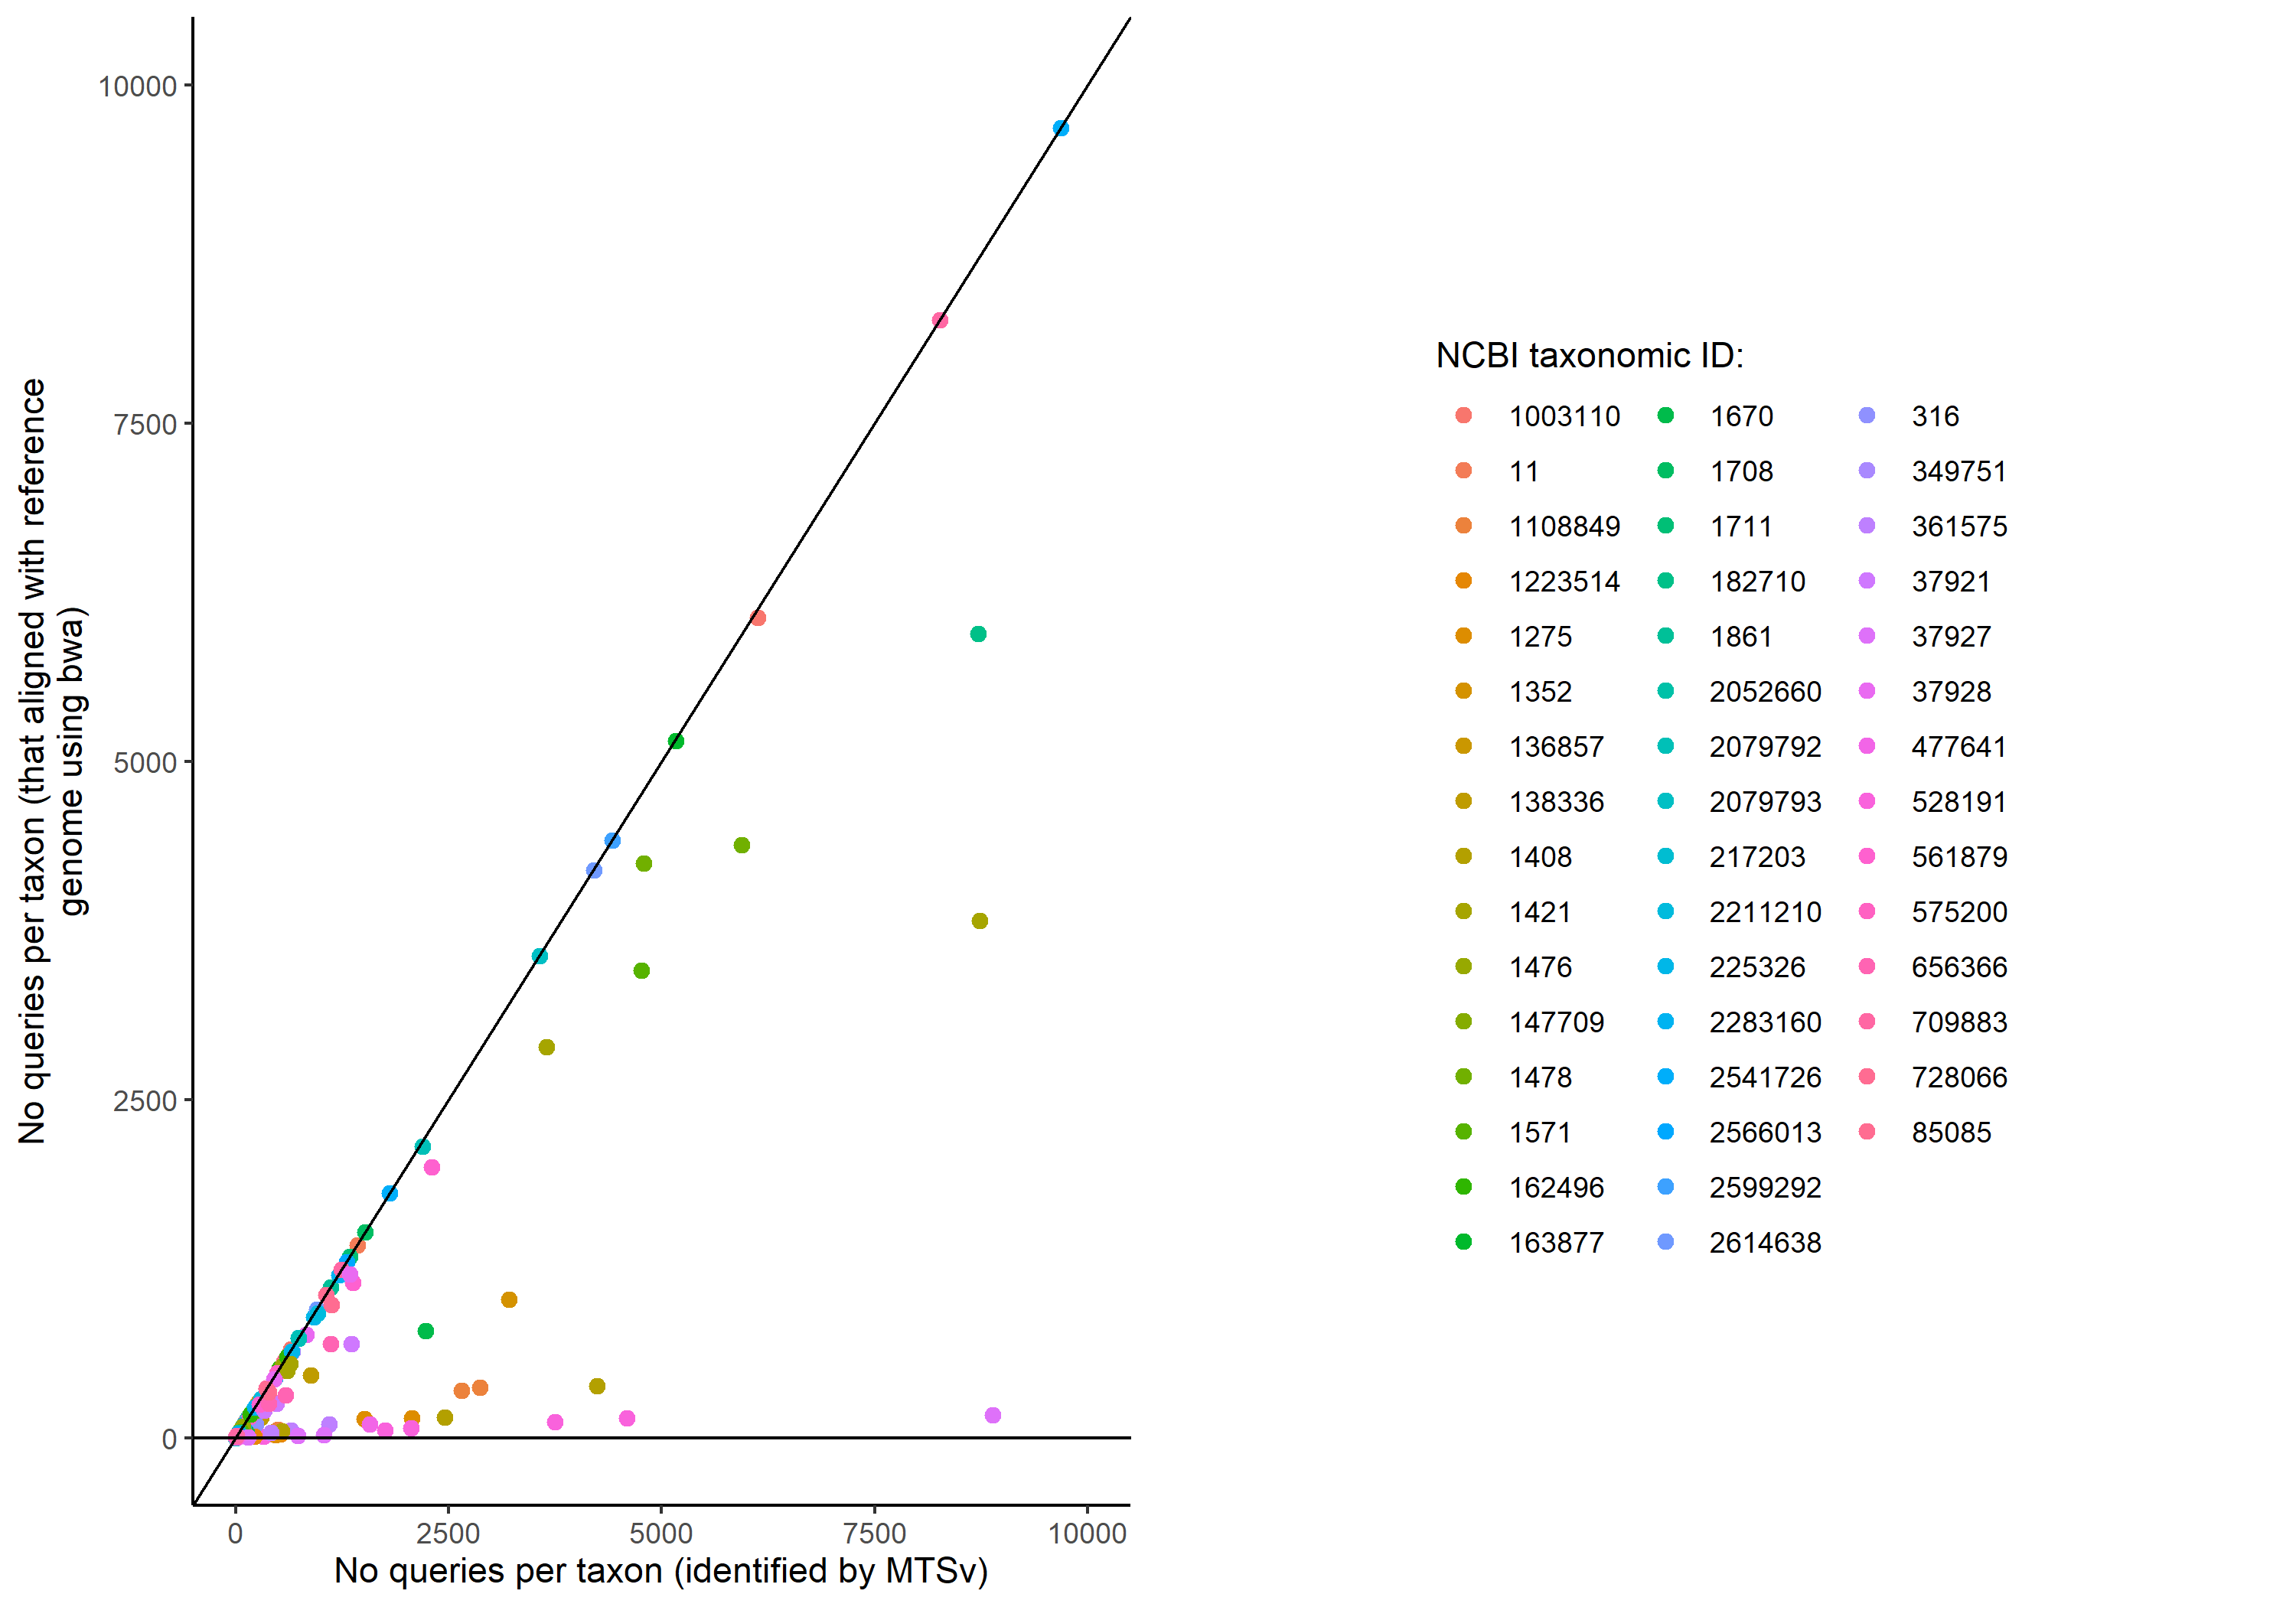 No queries per taxon (that aligned with reference
genome using bwa)
10000
7500
5000
2500
0
0 2500 5000 7500 10000
No queries per taxon (identified by MTSv)
NCBI taxonomic ID:
1003110 1670 316
11 1708 349751
1108849 1711 361575
1223514 182710 37921
1275 1861 37927
1352 2052660 37928
136857 2079792 477641
138336 2079793 528191
1408 217203 561879
1421 2211210 575200
1476 225326 656366
147709 2283160 709883
1478 2541726 728066
1571 2566013 85085
162496 2599292
163877 2614638